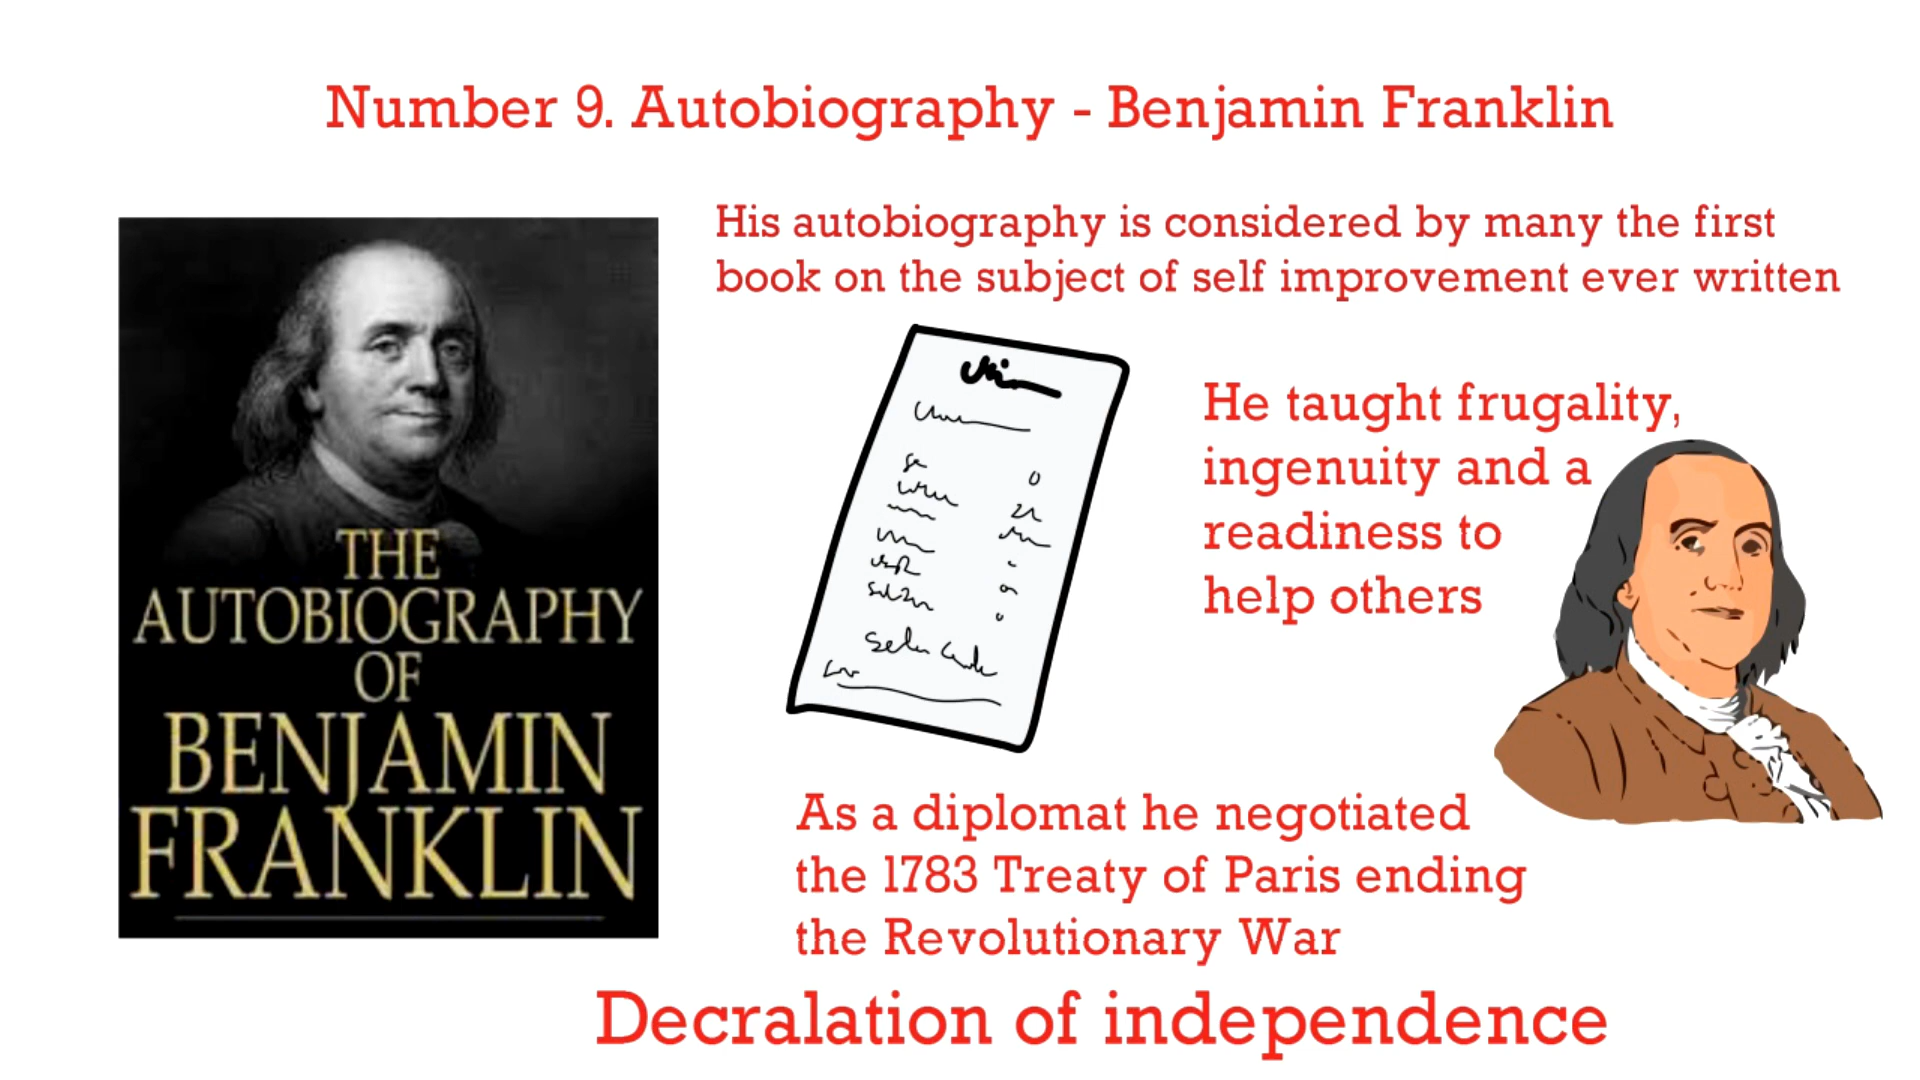 Number 9. Autobiography - Benjamin Franklin
His autobiography is considered by many the first
book on the subject of self improvement ever written
THE
AUTOBIOGRAPHY
OF
BENJAMIN
FRANKLIN
He taught frugality,
ingenuity and a
readiness to
help others
As a diplomat he negotiated
the 1783 Treaty of Paris ending
the Revolutionary War
Decralation of independence